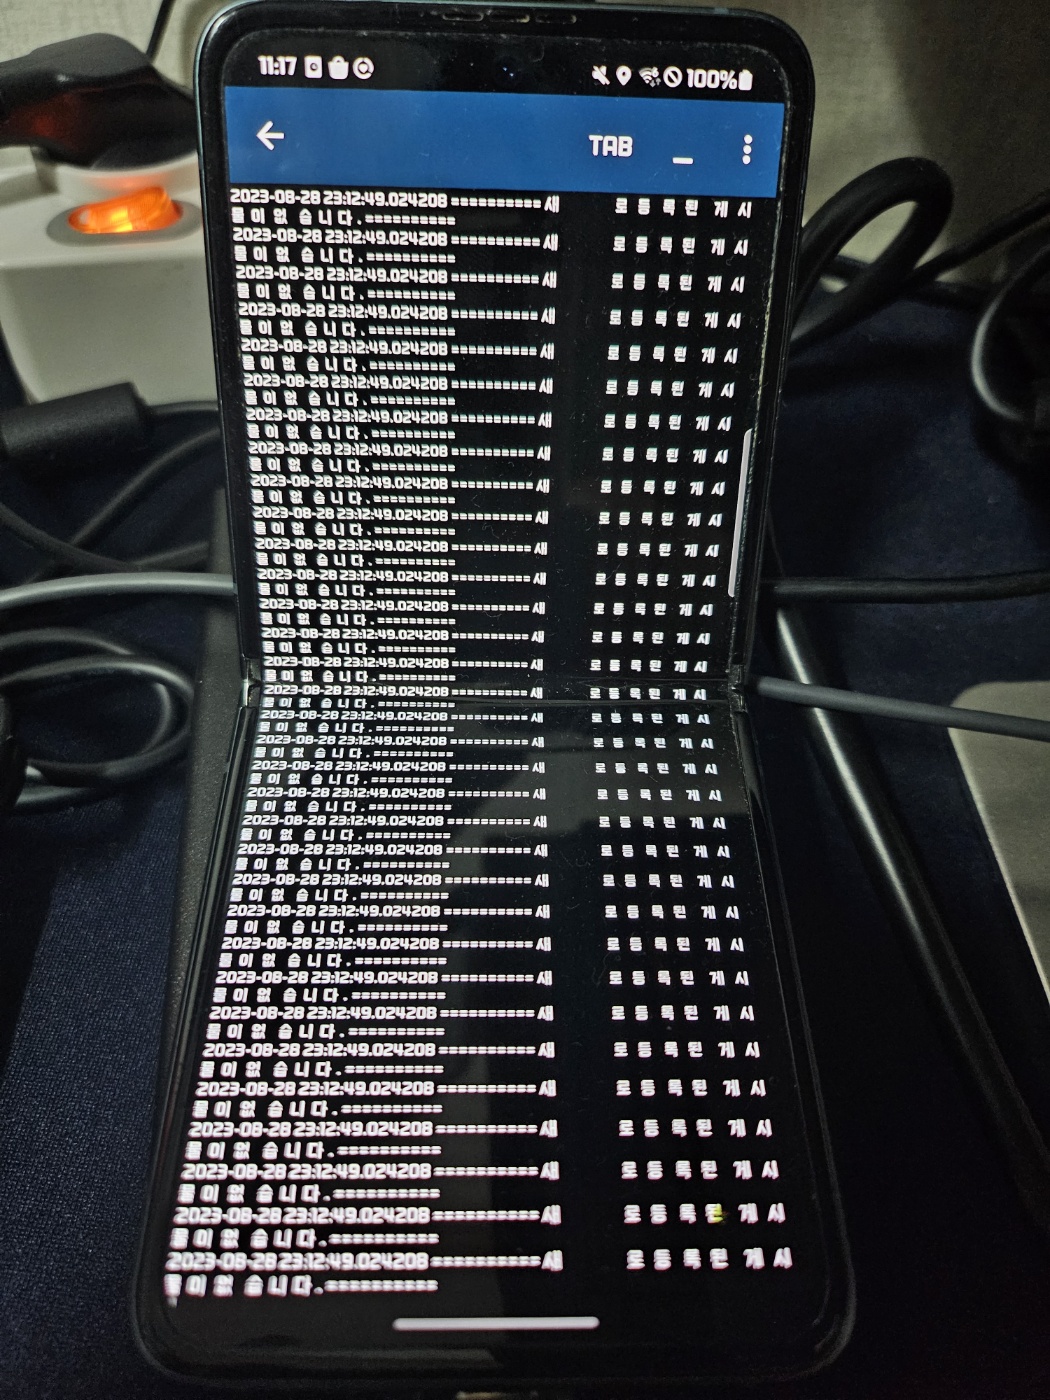 11:17 100%
TAB
2023-08-28 23:12:49.024208 ==========새 로 등 록 된 게 시
물 이 없 습 니 다 .==========
2023-08-28 23:12:49.024208 ==========새 로 등 록 된 게 시
물 이 없 습 니 다 .==========
2023-08-28 23:12:49.024208 ==========새 로 등 록 된 게 시
물 이 없 습 니 다 .==========
2023-08-28 23:12:49.024208 ==========새 로 등 록 된 게 시
물 이 없 습 니 다 .==========
2023-08-28 23:12:49.024208 ==========새 로 등 록 된 게 시
물 이 없 습 니 다 .==========
2023-08-28 23:12:49.024208 ==========새 로 등 록 된 게 시
물 이 없 습 니 다 .==========
2023-08-28 23:12:49.024208 ==========새 로 등 록 된 게 시
물 이 없 습 니 다 .==========
2023-08-28 23:12:49.024208 ==========새 로 등 록 된 게 시
물 이 없 습 니 다 .==========
2023-08-28 23:12:49.024208 ==========새 로 등 록 된 게 시
물 이 없 습 니 다 .==========
2023-08-28 23:12:49.024208 ==========새 로 등 록 된 게 시
물 이 없 습 니 다 .==========
2023-08-28 23:12:49.024208 ==========새 로 등 록 된 게 시
물 이 없 습 니 다 .==========
2023-08-28 23:12:49.024208 ==========새 로 등 록 된 게 시
물 이 없 습 니 다 .==========
2023-08-28 23:12:49.024208 ==========새 로 등 록 된 게 시
물 이 없 습 니 다 .==========
2023-08-28 23:12:49.024208 ==========새 로 등 록 된 게 시
물 이 없 습 니 다 .==========
2023-08-28 23:12:49.024208 ==========새 로 등 록 된 게 시
물 이 없 습 니 다 .==========
2023-08-28 23:12:49.024208 ==========새 로 등 록 된 게 시
물 이 없 습 니 다 .==========
2023-08-28 23:12:49.024208 ==========새 로 등 록 된 게 시
물 이 없 습 니 다 .==========
2023-08-28 23:12:49.024208 ==========새 로 등 록 된 게 시
물 이 없 습 니 다 .==========
2023-08-28 23:12:49.024208 ==========새 로 등 록 된 게 시
물 이 없 습 니 다 .==========
2023-08-28 23:12:49.024208 ==========새 로 등 록 된 게 시
물 이 없 습 니 다 .==========
2023-08-28 23:12:49.024208 ==========새 로 등 록 된 게 시
물 이 없 습 니 다 .==========
2023-08-28 23:12:49.024208 ==========새 로 등 록 된 게 시
물 이 없 습 니 다 .==========
2023-08-28 23:12:49.024208 ==========새 로 등 록 된 게 시
물 이 없 습 니 다 .==========
2023-08-28 23:12:49.024208 ==========새 로 등 록 된 게 시
물 이 없 습 니 다 .==========
2023-08-28 23:12:49.024208 ==========새 로 등 록 된 게 시
물 이 없 습 니 다 .==========
2023-08-28 23:12:49.024208 ==========새 로 등 록 된 게 시
물 이 없 습 니 다 .==========
2023-08-28 23:12:49.024208 ==========새 로 등 록 된 게 시
물 이 없 습 니 다 .==========
2023-08-28 23:12:49.024208 ==========새 로 등 록 된 게 시
물 이 없 습 니 다 .==========
2023-08-28 23:12:49.024208 ==========새 로 등 록 된 게 시
물 이 없 습 니 다 .==========
2023-08-28 23:12:49.024208 ==========새 로 등 록 된 게 시
물 이 없 습 니 다 .==========
2023-08-28 23:12:49.024208 ==========새 로 등 록 된 게 시
물 이 없 습 니 다 .==========
2023-08-28 23:12:49.024208 ==========새 로 등 록 된 게 시
물 이 없 습 니 다 .==========
2023-08-28 23:12:49.024208 ==========새 로 등 록 된 게 시
물 이 없 습 니 다 .==========